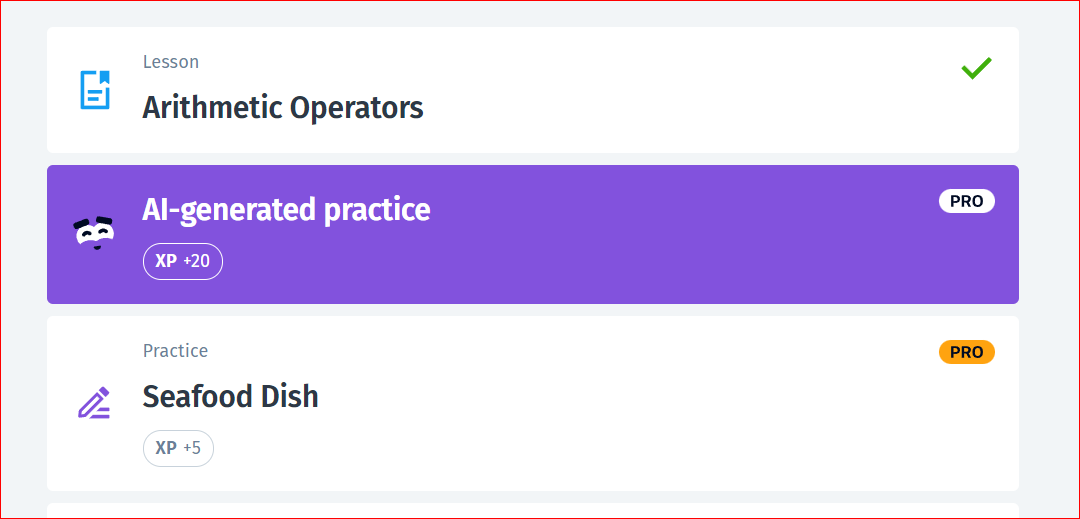 Lesson
Arithmetic Operators
AI-generated practice
PRO
XP +20
Practice
PRO
Seafood Dish
XP +5